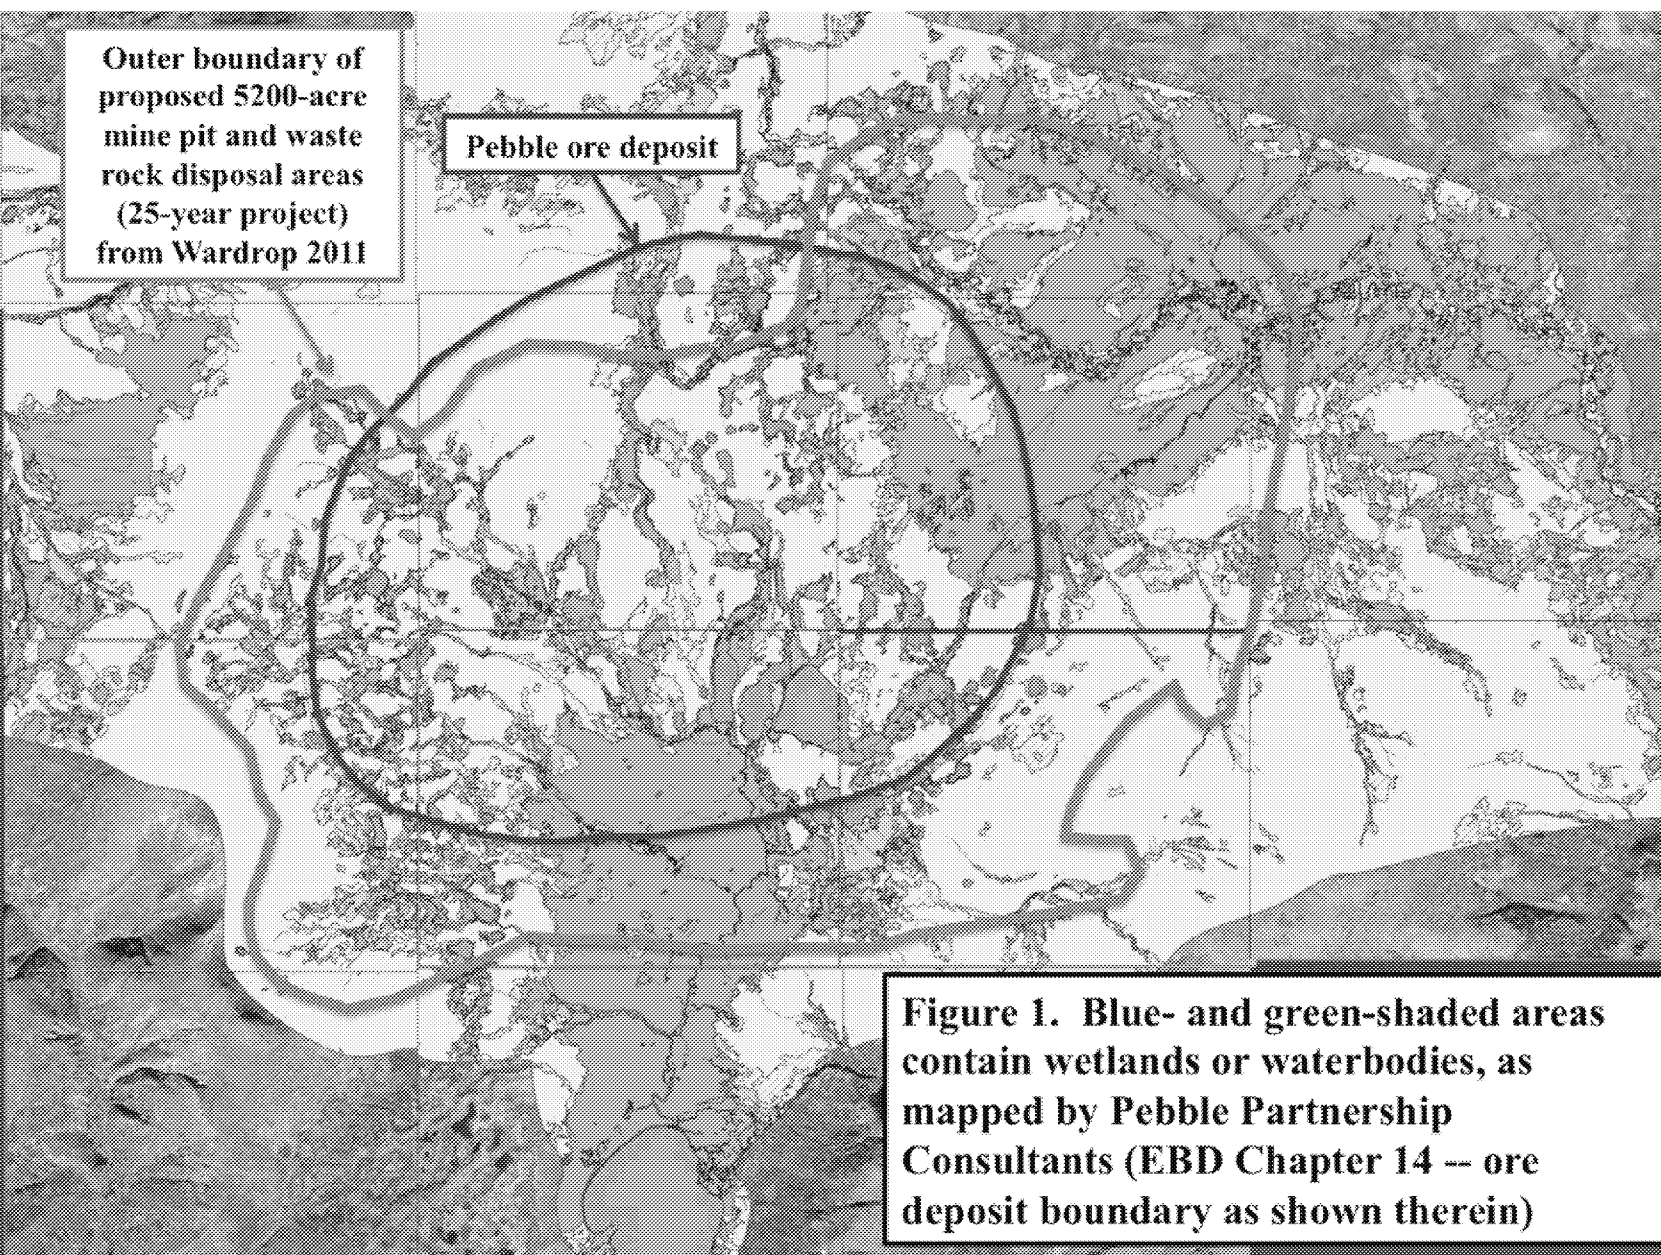 Outer boundary of
proposed 5200-acre
mine pit and waste
rock disposal areas
(25-year project)
from Wardrop 2011
Pebble ore deposit
Figure 1.  Blue- and green-shaded areas
contain wetlands or waterbodies, as
mapped by Pebble Partnership
Consultants (EBD Chapter 14 -- ore
deposit boundary as shown therein)